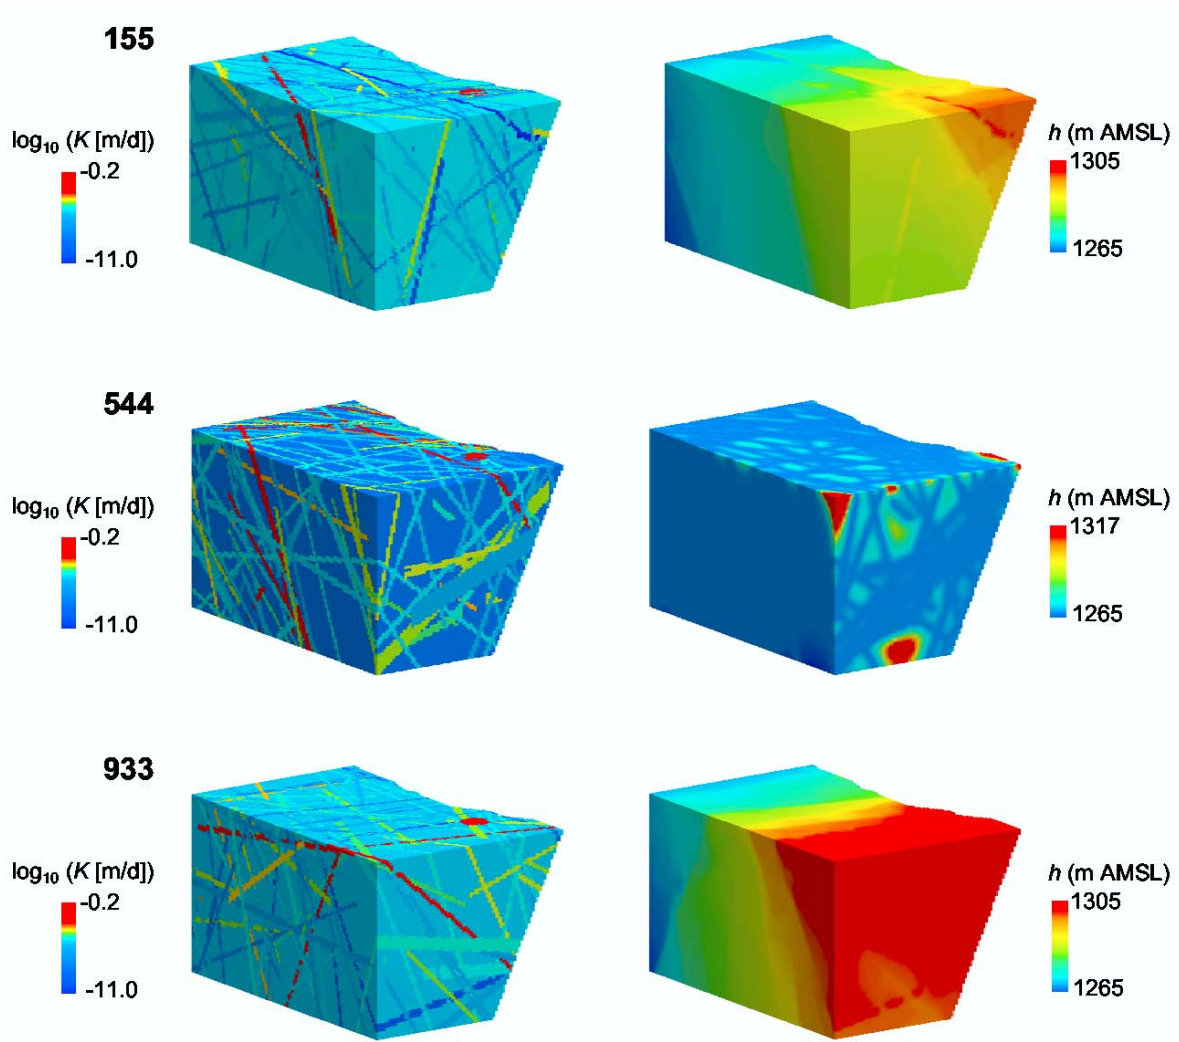 155
log₁₀ (K [m/d])
-0.2
-11.0
h (m AMSL)
1305
1265
544
log₁₀ (K [m/d])
-0.2
-11.0
h (m AMSL)
1317
1265
933
log₁₀ (K [m/d])
-0.2
-11.0
h (m AMSL)
1305
1265